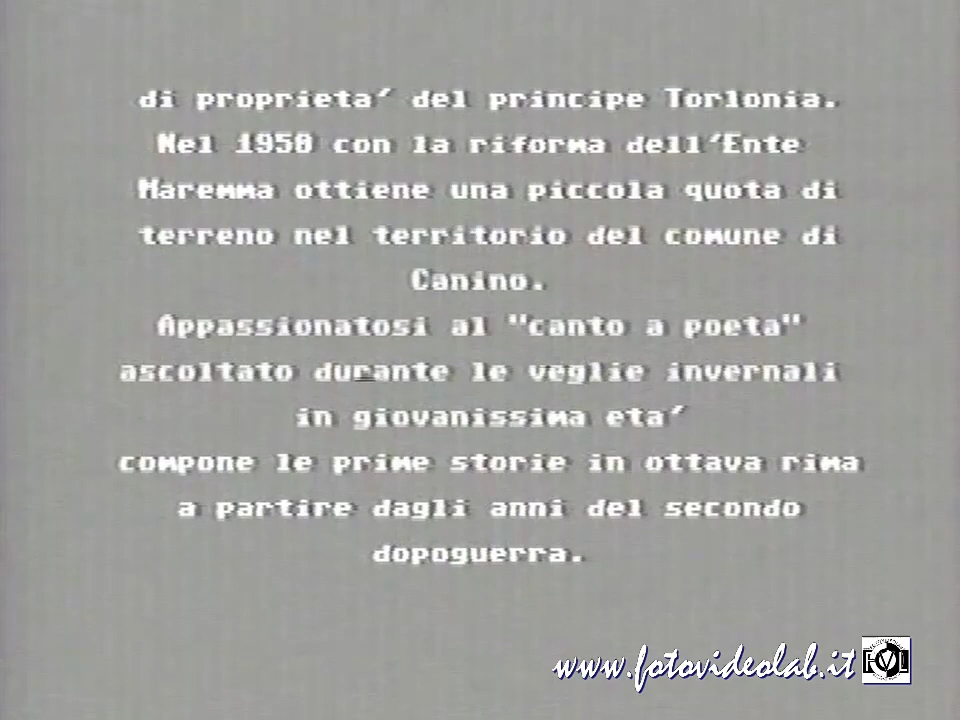 di proprieta' del principe Torlonia.
Nel 1950 con la riforma dell'Ente
Maremma ottiene una piccola quota di
terreno nel territorio del comune di
Canino.
Appassionatosi al "canto a poeta"
ascoltato durante le veglie invernali
in giovanissima eta'
compone le prime storie in ottava rima
a partire dagli anni del secondo
dopoguerra.
www.fotovideolab.it